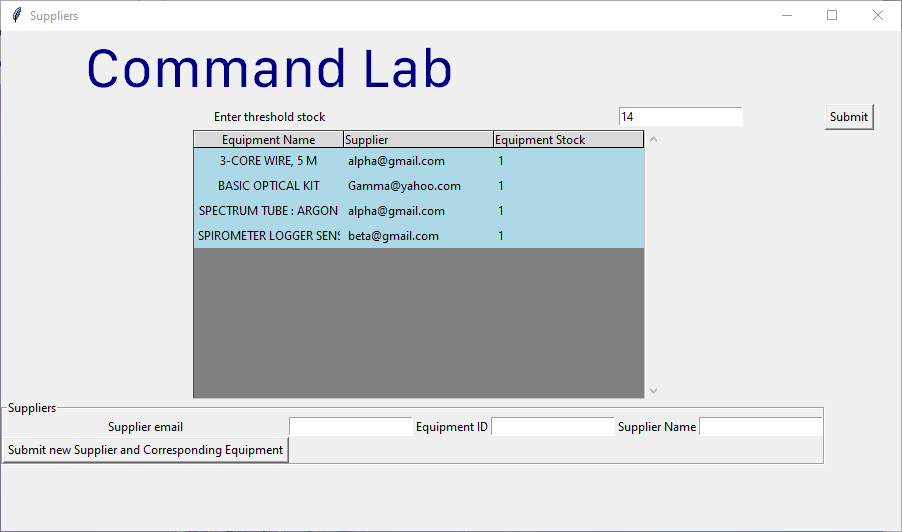 Suppliers
Command Lab
Enter threshold stock 14 Submit
Equipment Name Supplier Equipment Stock
3-CORE WIRE, 5 M alpha@gmail.com 1
BASIC OPTICAL KIT Gamma@yahoo.com 1
SPECTRUM TUBE : ARGON alpha@gmail.com 1
SPIROMETER LOGGER SENS beta@gmail.com 1
Suppliers
Supplier email Equipment ID Supplier Name
Submit new Supplier and Corresponding Equipment